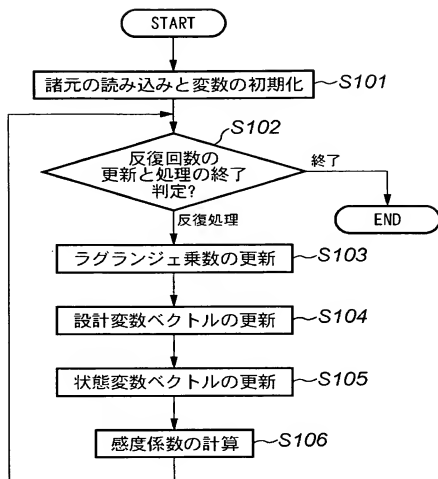 START
諸元の読み込みと変数の初期化
S101
S102
反復回数の
更新と処理の終了
判定?
終了
END
反復処理
ラグランジェ乗数の更新
S103
設計変数ベクトルの更新
S104
状態変数ベクトルの更新
S105
感度係数の計算
S106